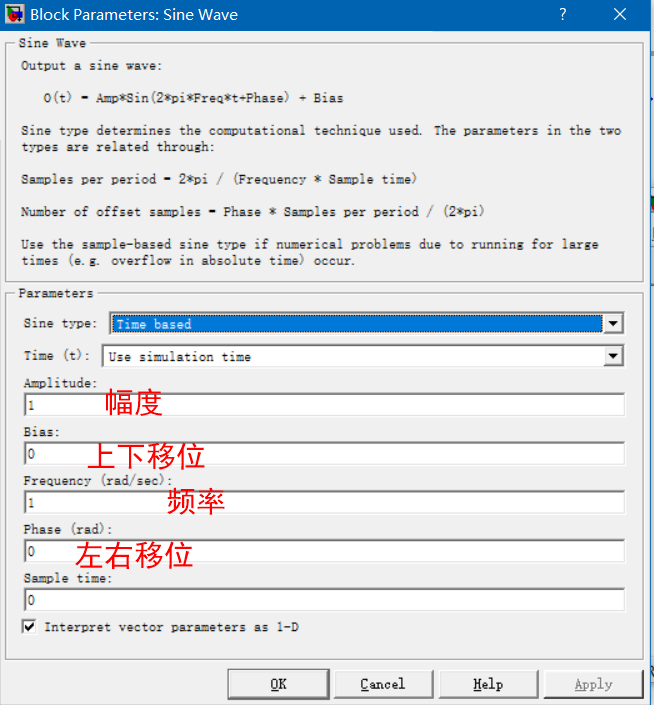 Block Parameters: Sine Wave
Sine Wave
Output a sine wave:
O(t) = Amp*Sin(2*pi*Freq*t+Phase) + Bias
Sine type determines the computational technique used. The parameters in the two
types are related through:
Samples per period = 2*pi / (Frequency * Sample time)
Number of offset samples = Phase * Samples per period / (2*pi)
Use the sample-based sine type if numerical problems due to running for large
times (e.g. overflow in absolute time) occur.
Parameters
Sine type: Time based
Time (t): Use simulation time
Amplitude:
1 幅度
Bias:
0 上下移位
Frequency (rad/sec):
1 频率
Phase (rad):
0 左右移位
Sample time:
0
Interpret vector parameters as 1-D
OK Cancel Help Apply